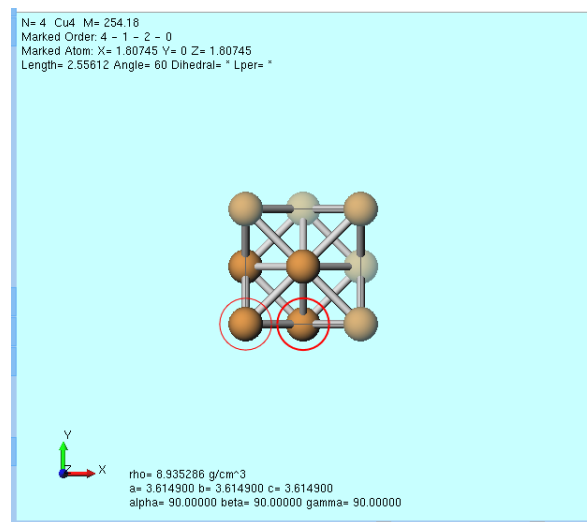 N= 4 Cu4 M= 254.18
Marked Order: 4 - 1 - 2 - 0
Marked Atom: X= 1.80745 Y= 0 Z= 1.80745
Length= 2.55612 Angle= 60 Dihedral= * Lper= *
Y
Z X
rho= 8.935286 g/cm^3
a= 3.614900 b= 3.614900 c= 3.614900
alpha= 90.00000 beta= 90.00000 gamma= 90.00000